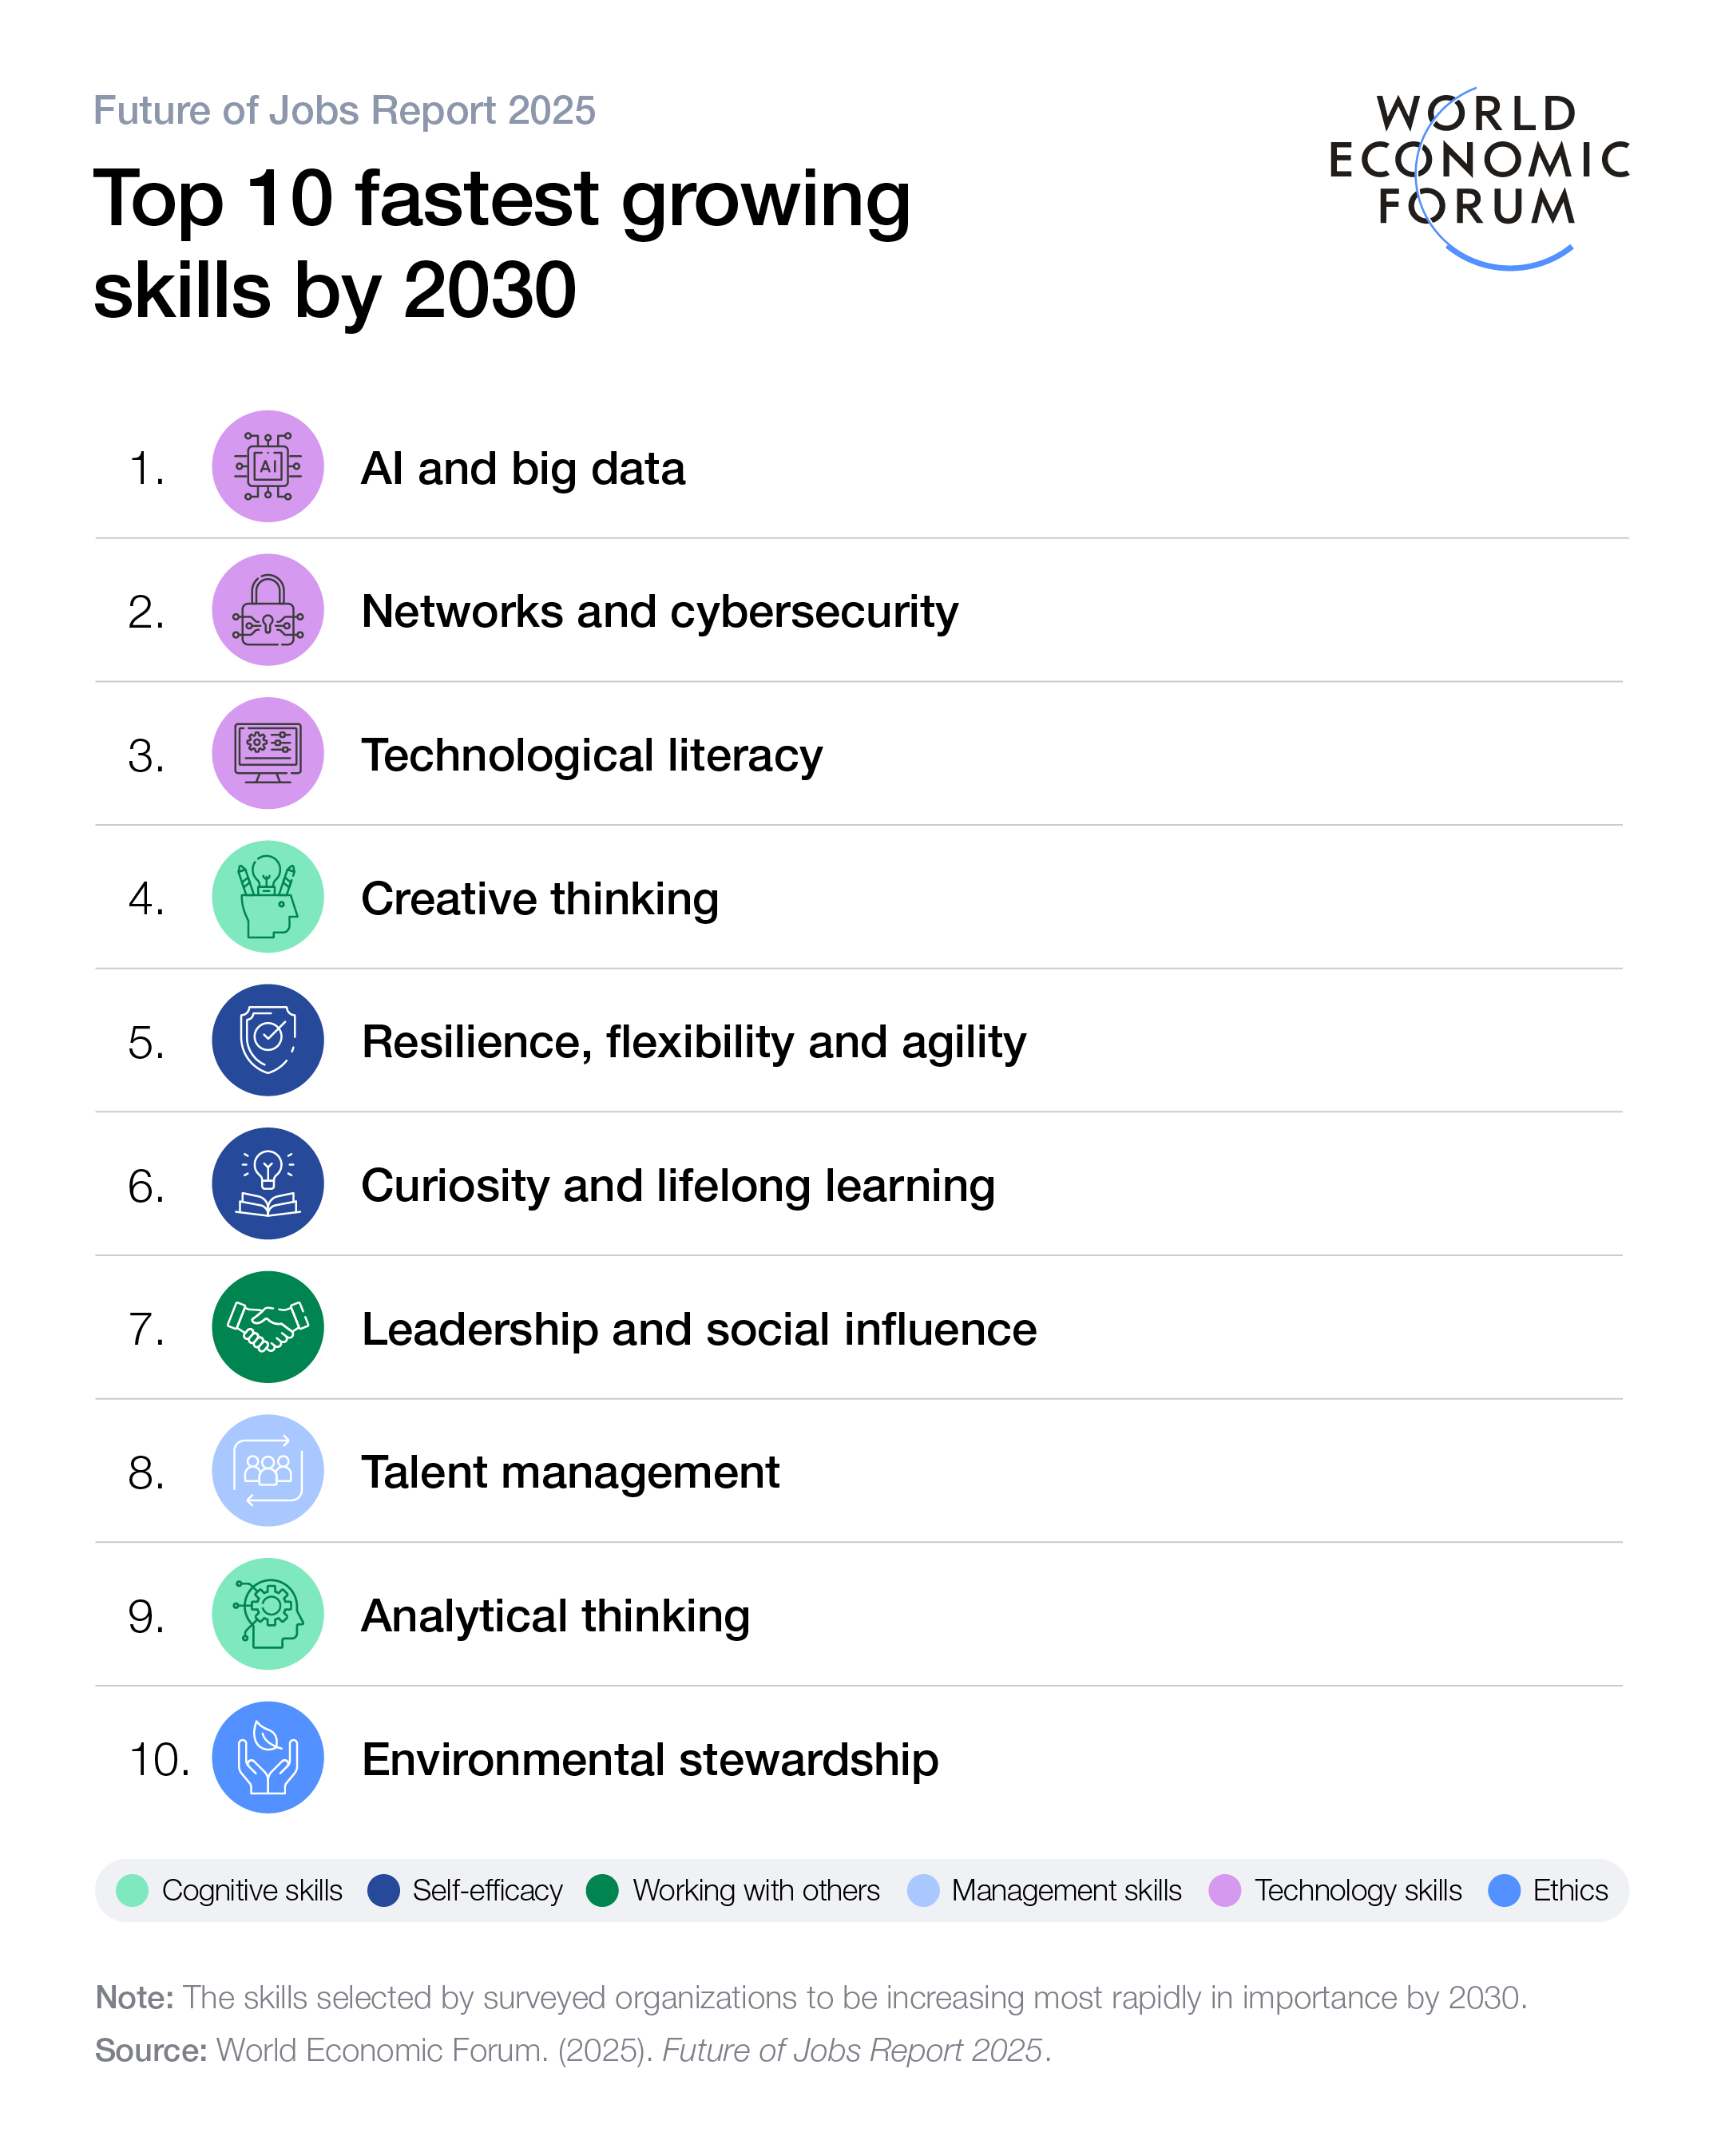 Future of Jobs Report 2025
Top 10 fastest growing
skills by 2030
WORLD
ECONOMIC
FORUM
1. AI and big data
2. Networks and cybersecurity
3. Technological literacy
4. Creative thinking
5. Resilience, flexibility and agility
6. Curiosity and lifelong learning
7. Leadership and social influence
8. Talent management
9. Analytical thinking
10. Environmental stewardship
Cognitive skills Self-efficacy Working with others Management skills Technology skills Ethics
Note: The skills selected by surveyed organizations to be increasing most rapidly in importance by 2030.
Source: World Economic Forum. (2025). Future of Jobs Report 2025.